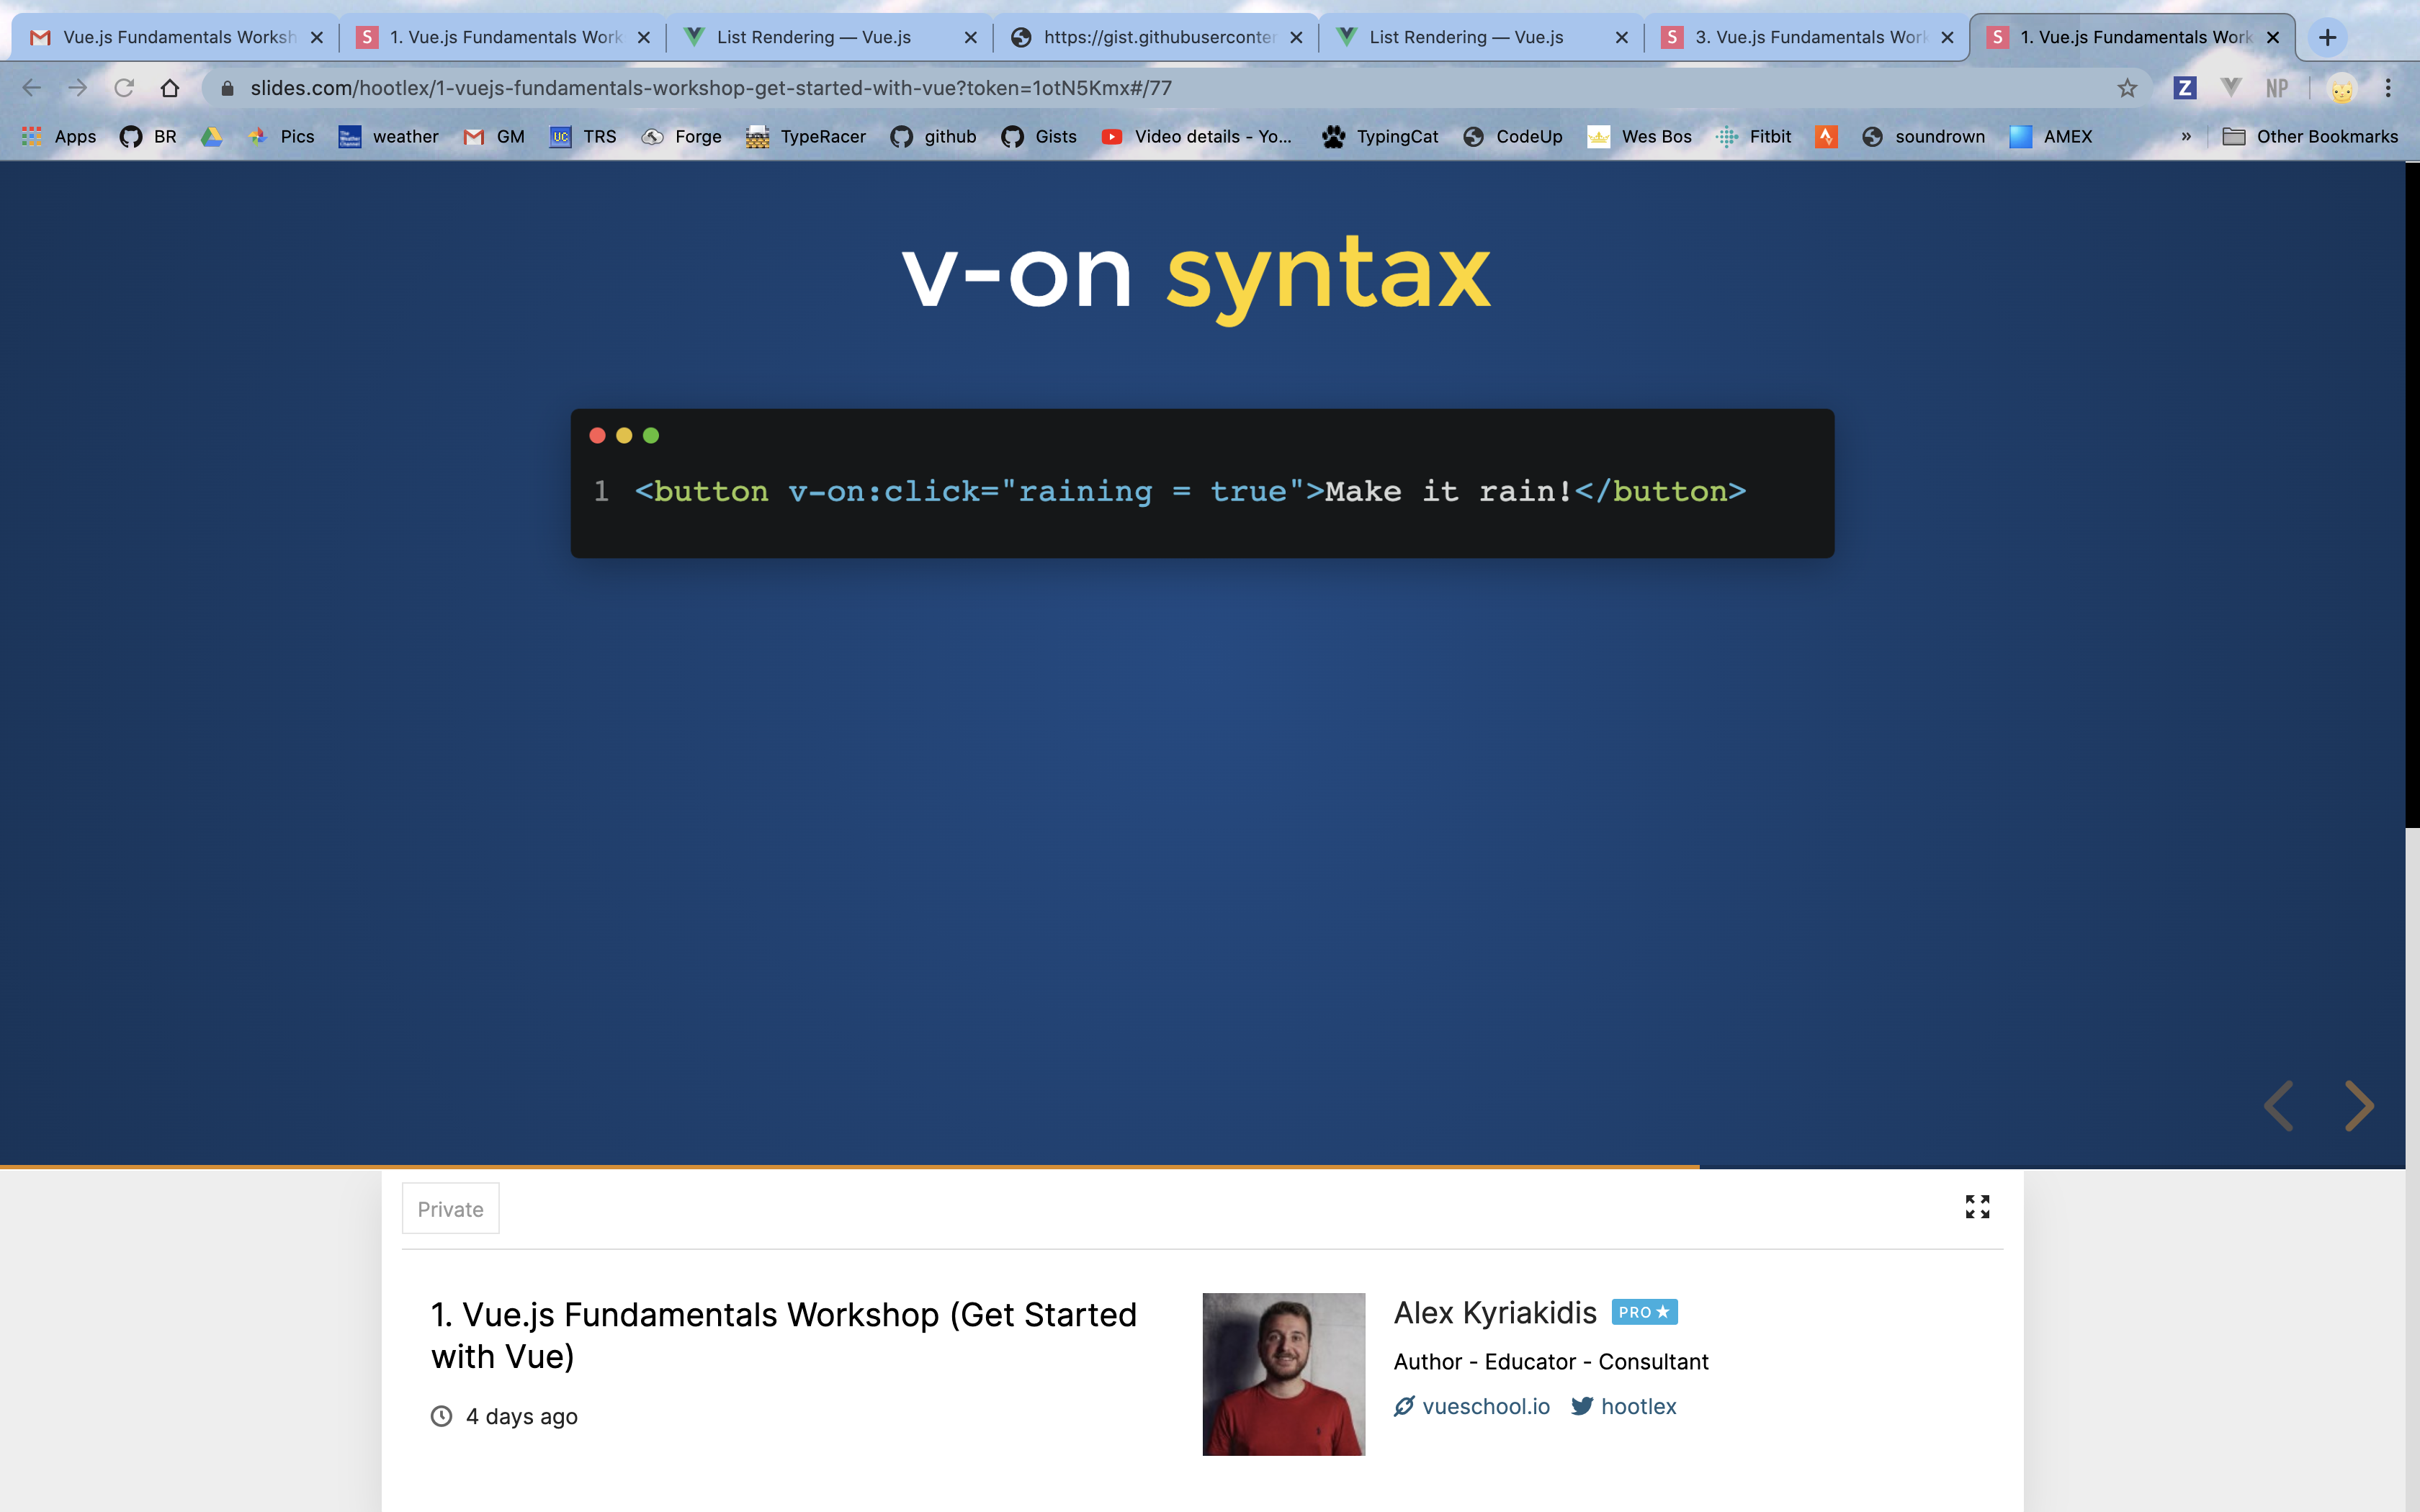 Vue.js Fundamentals Worksh
1. Vue.js Fundamentals Work
List Rendering — Vue.js
https://gist.githubuserconter
List Rendering — Vue.js
3. Vue.js Fundamentals Work
1. Vue.js Fundamentals Work
slides.com/hootlex/1-vuejs-fundamentals-workshop-get-started-with-vue?token=1otN5Kmx#/77
Z
NP
Apps
BR
Pics
weather
GM
UC
TRS
Forge
TypeRacer
github
Gists
Video details - Yo...
TypingCat
CodeUp
Wes Bos
Fitbit
soundrown
AMEX
»
Other Bookmarks
v-on syntax
1 <button v-on:click="raining = true">Make it rain!</button>
Private
1. Vue.js Fundamentals Workshop (Get Started
with Vue)
4 days ago
Alex Kyriakidis PRO
Author - Educator - Consultant
vueschool.io hootlex